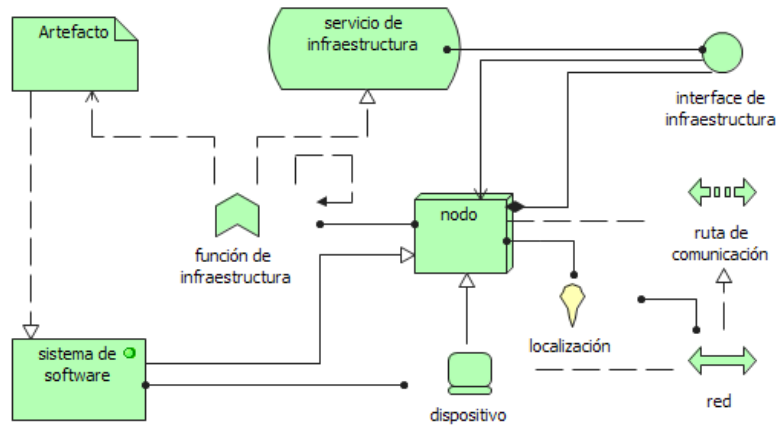 Artefacto
servicio de
infraestructura
interface de
infraestructura
nodo
ruta de
comunicación
función de
infraestructura
localización
sistema de
software
dispositivo
red